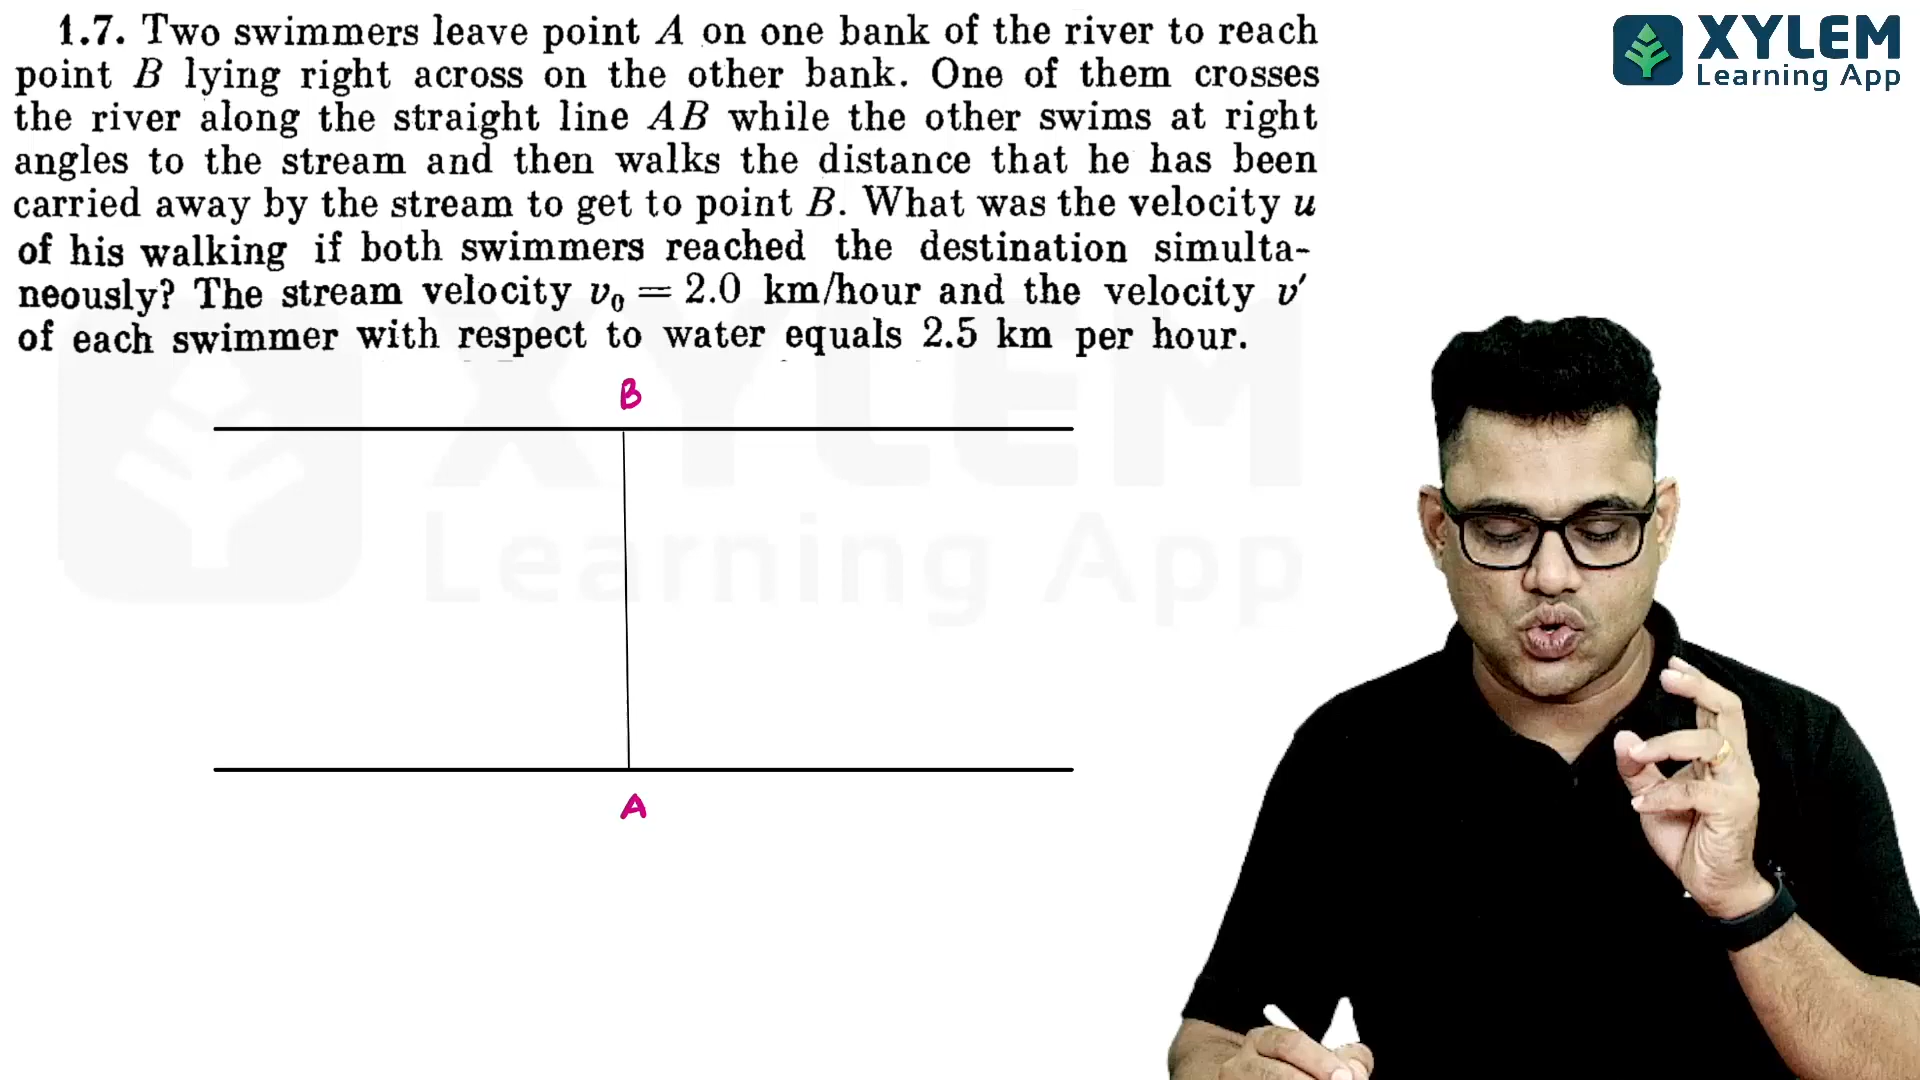 1.7. Two swimmers leave point A on one bank of the river to reach
point B lying right across on the other bank. One of them crosses
the river along the straight line AB while the other swims at right
angles to the stream and then walks the distance that he has been
carried away by the stream to get to point B. What was the velocity u
of his walking if both swimmers reached the destination simulta-
neously? The stream velocity v₀ = 2.0 km/hour and the velocity v′
of each swimmer with respect to water equals 2.5 km per hour.
XYLEM
Learning App
B
XYLEM
Learning App
A